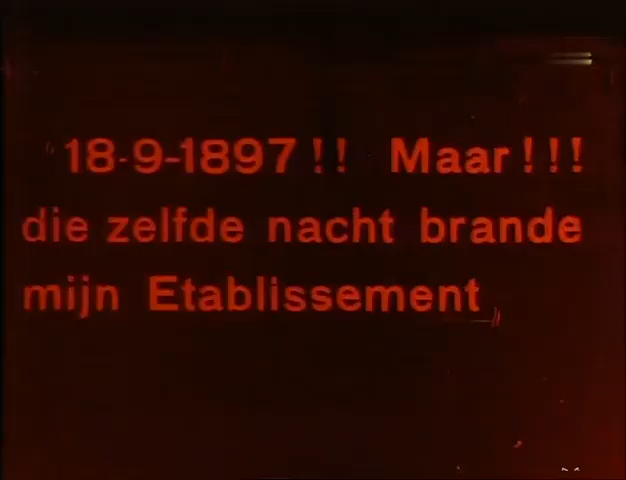 "18-9-1897!! Maar!!!
die zelfde nacht brande
mijn Etablissement„